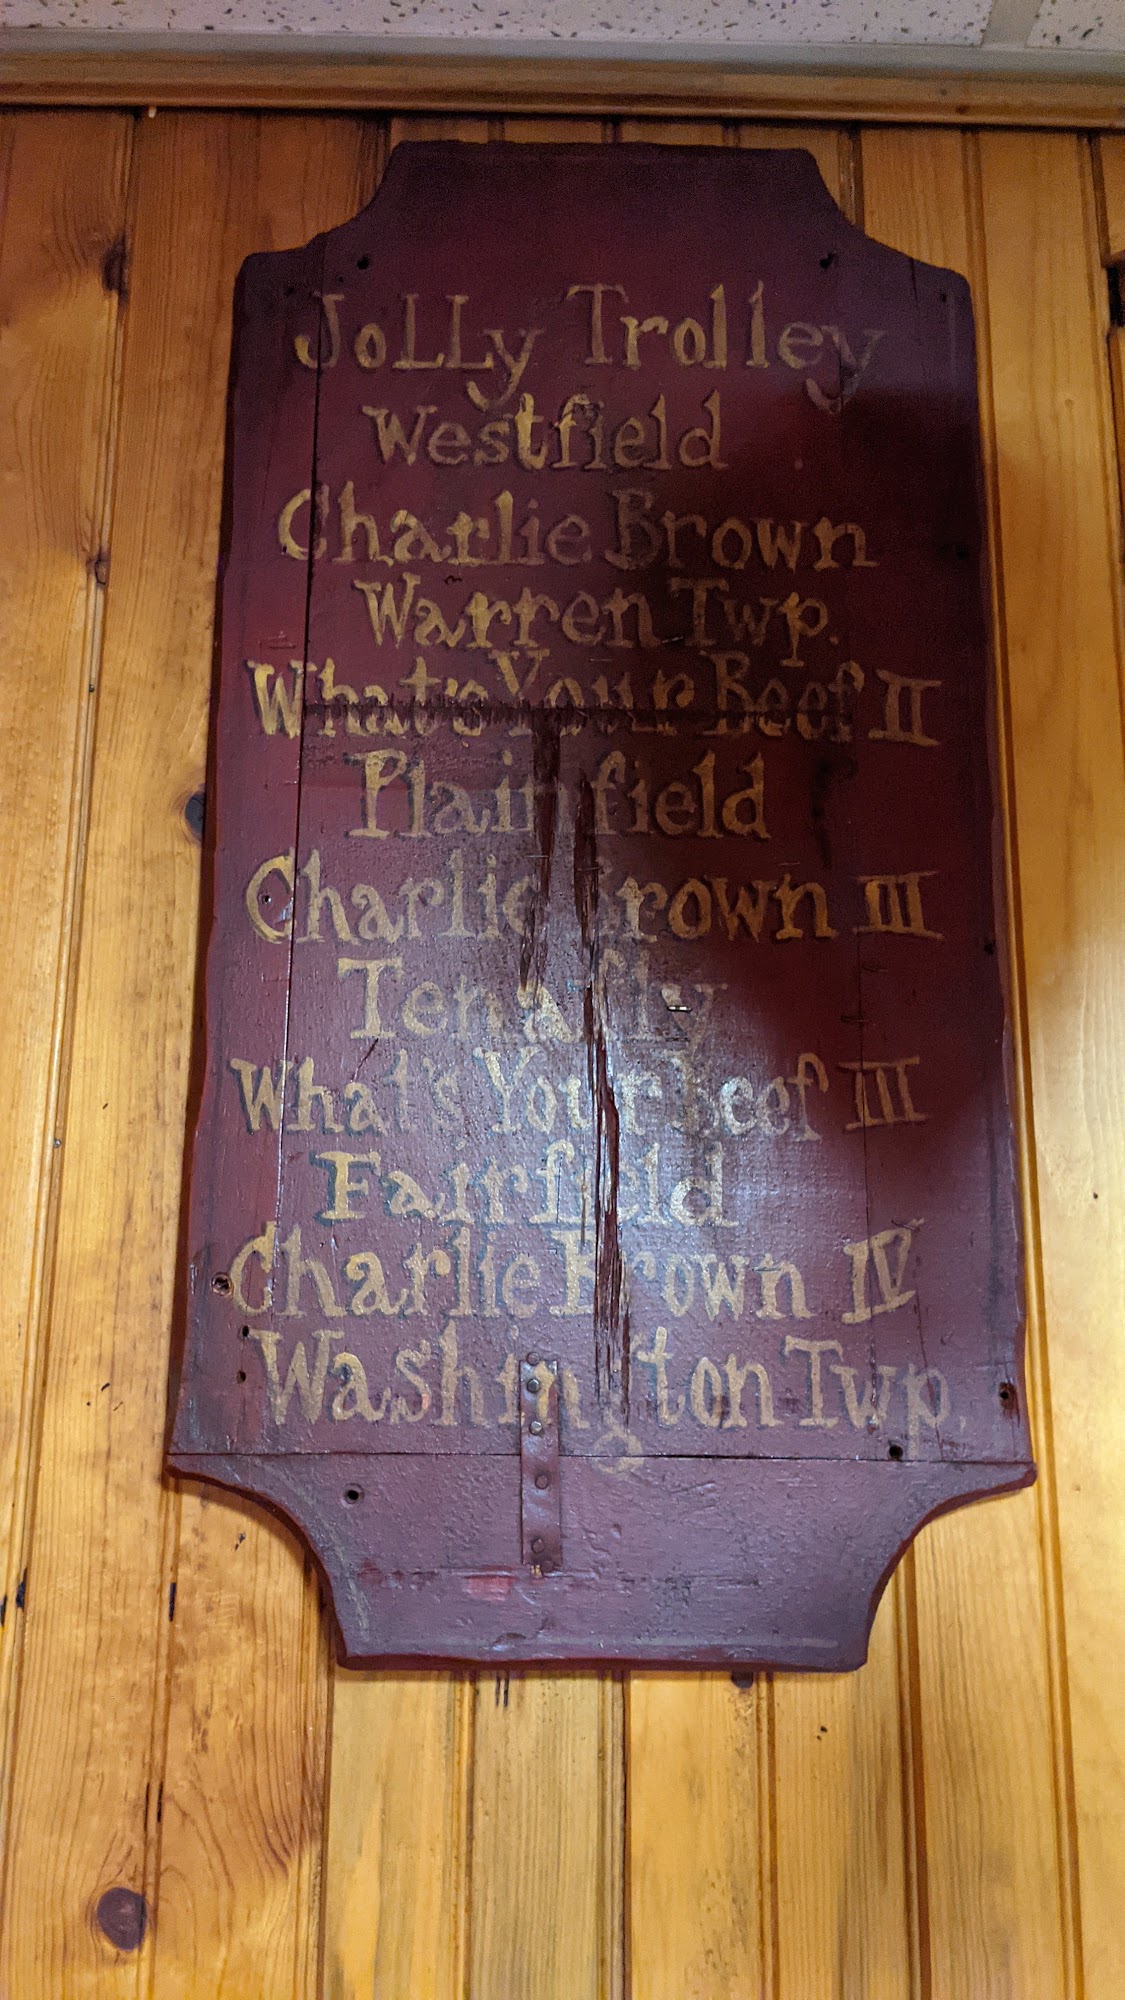 JoLLy Trolley
Westfield
Charlie Brown
Warren Twp.
What's Your Beef II
Plainfield
Charlie Brown III
Tenafly
What's Your Beef III
Fairfield
Charlie Brown IV
Washington Twp.